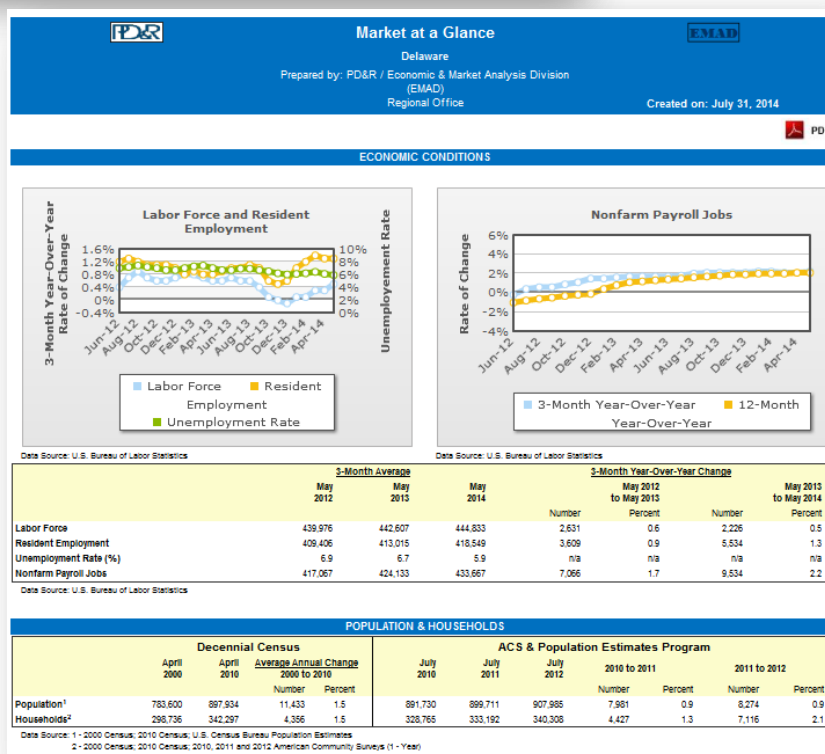 PD&R
Market at a Glance
EMAD
Delaware
Prepared by: PD&R / Economic & Market Analysis Division
(EMAD)
Regional Office
Created on: July 31, 2014
PD
ECONOMIC CONDITIONS
Labor Force and Resident
Employment
3-Month Year-Over-Year
Rate of Change
Unemployement Rate
1.6%
1.2%
0.8%
0.4%
0%
-0.4%
10%
8%
6%
4%
2%
0%
Jun-12 Aug-12 Oct-12 Dec-12 Feb-13 Apr-13 Jun-13 Aug-13 Oct-13 Dec-13 Feb-14 Apr-14
Labor Force Resident
Employment
Unemployment Rate
Nonfarm Payroll Jobs
Rate of Change
6%
4%
2%
0%
-2%
-4%
Jun-12 Aug-12 Oct-12 Dec-12 Feb-13 Apr-13 Jun-13 Aug-13 Oct-13 Dec-13 Feb-14 Apr-14
3-Month Year-Over-Year 12-Month
Year-Over-Year
Data Source: U.S. Bureau of Labor Statistics Data Source: U.S. Bureau of Labor Statistics
3-Month Average 3-Month Year-Over-Year Change
May May May May 2012 May 2013
2012 2013 2014 to May 2013 to May 2014
Number Percent Number Percent
Labor Force 439,976 442,607 444,833 2,631 0.6 2,226 0.5
Resident Employment 409,406 413,015 418,549 3,609 0.9 5,534 1.3
Unemployment Rate (%) 6.9 6.7 5.9 n/a n/a n/a n/a
Nonfarm Payroll Jobs 417,067 424,133 433,667 7,066 1.7 9,534 2.2
Data Source: U.S. Bureau of Labor Statistics
POPULATION & HOUSEHOLDS
Decennial Census ACS & Population Estimates Program
April April Average Annual Change July July July 2010 to 2011 2011 to 2012
2000 2010 2000 to 2010 2010 2011 2012
Number Percent Number Percent Number Percent
Population¹ 783,600 897,934 11,433 1.5 891,730 899,711 907,985 7,981 0.9 8,274 0.9
Households² 298,736 342,297 4,356 1.5 328,765 333,192 340,308 4,427 1.3 7,116 2.1
Data Source: 1 - 2000 Census; 2010 Census; U.S. Census Bureau Population Estimates
2 - 2000 Census; 2010 Census; 2010, 2011 and 2012 American Community Surveys (1 - Year)